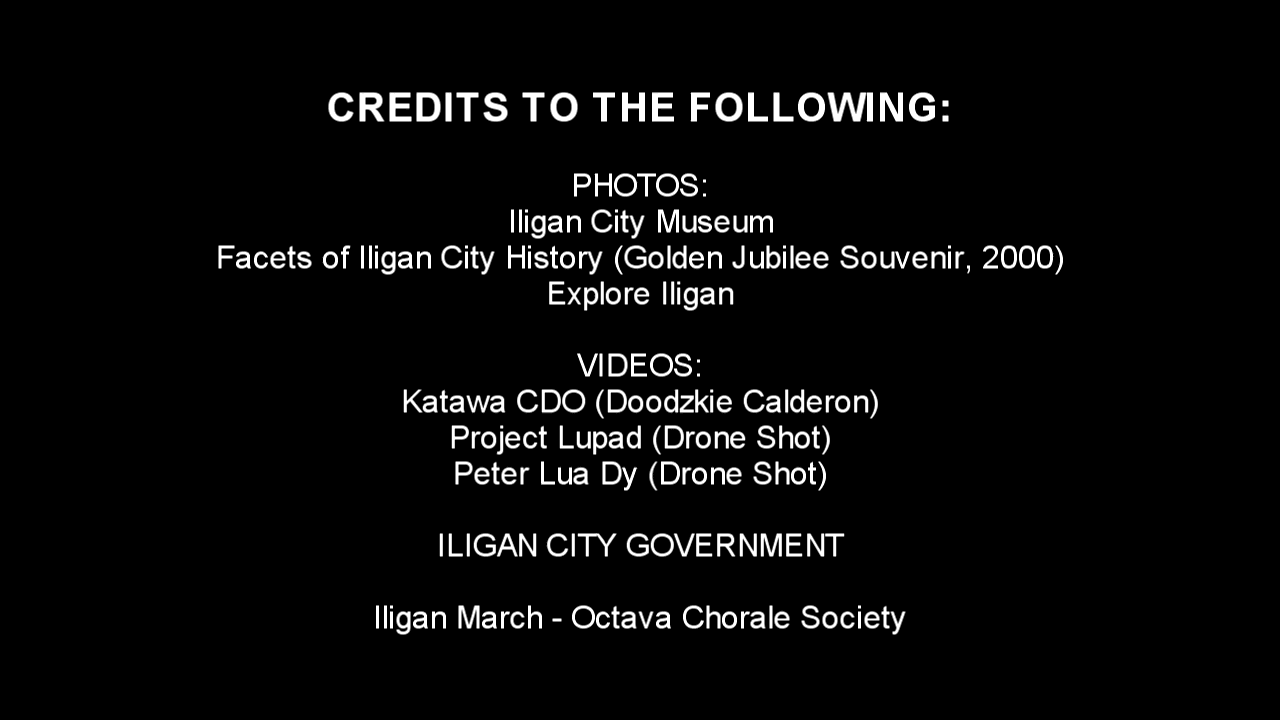 CREDITS TO THE FOLLOWING:
PHOTOS:
Iligan City Museum
Facets of Iligan City History (Golden Jubilee Souvenir, 2000)
Explore Iligan
VIDEOS:
Katawa CDO (Doodzkie Calderon)
Project Lupad (Drone Shot)
Peter Lua Dy (Drone Shot)
ILIGAN CITY GOVERNMENT
Iligan March - Octava Chorale Society